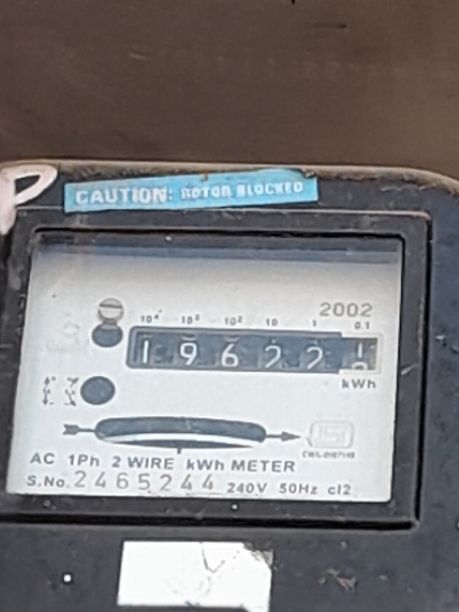 P
CAUTION: ROTOR BLOCKED
2002
10⁴ 10³ 10² 10 1 0.1
1 9 6 2 2
kWh
AC 1Ph 2 WIRE kWh METER
S.No. 2465244 240V 50Hz cl2